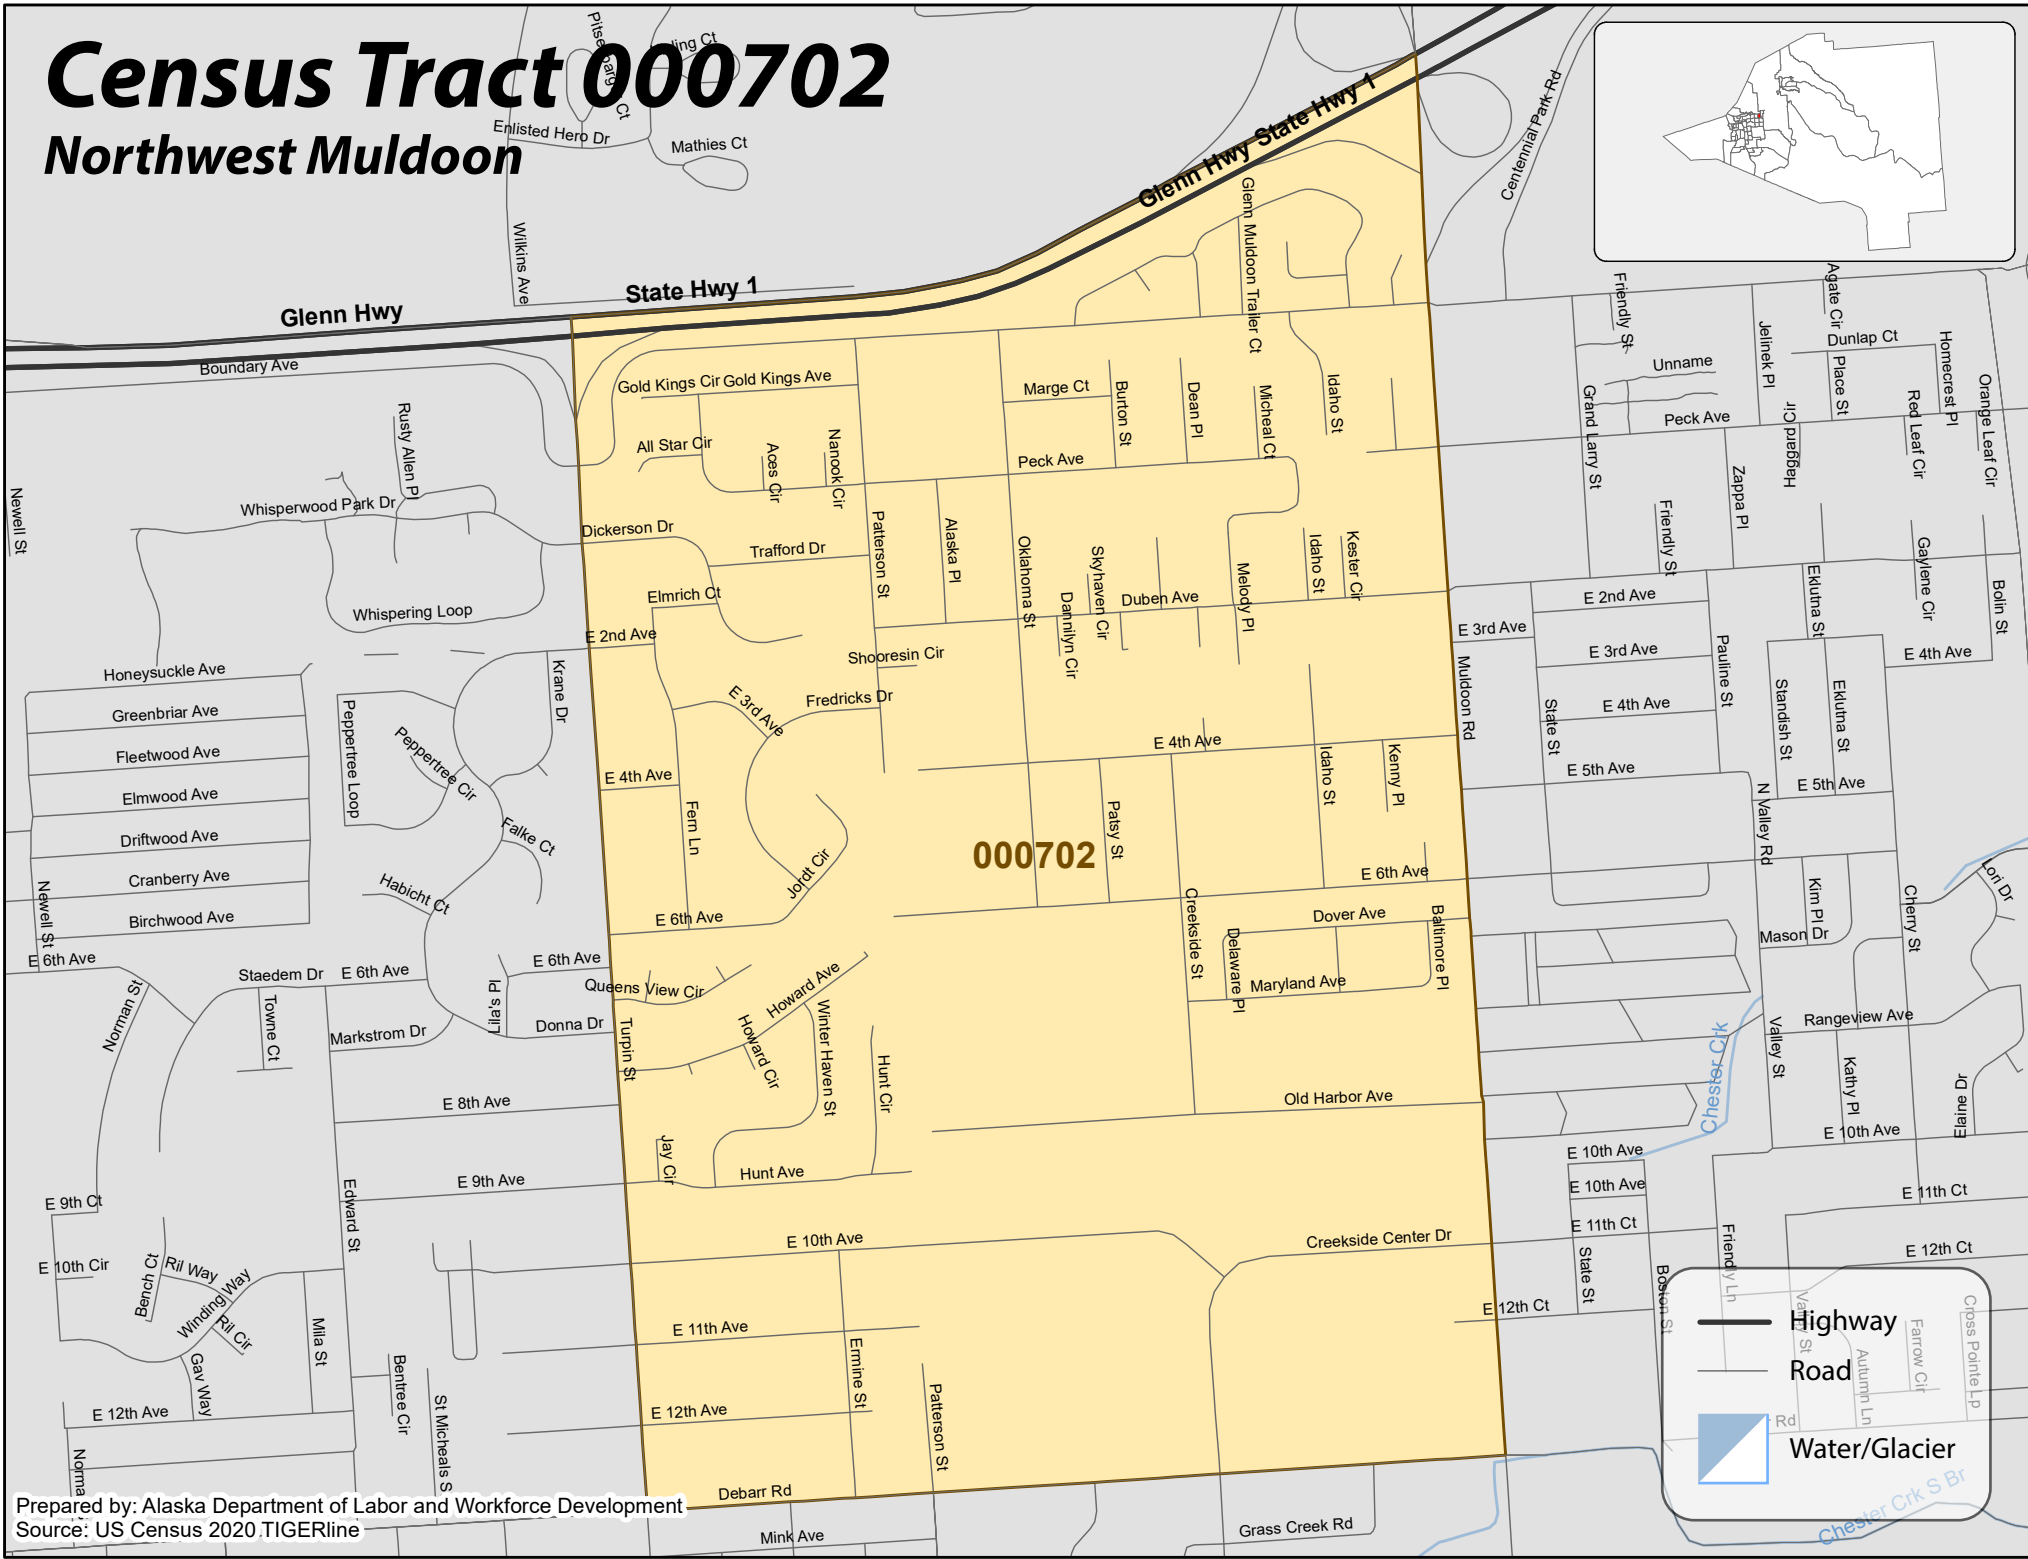 Census Tract 000702
Northwest Muldoon
Mathies Ct
Enlisted Hero Dr
Wilkins Ave
Glenn Hwy
State Hwy 1
Glenn Hwy State Hwy 1
Centennial Park Rd
Boundary Ave
Glenn Muldoon Trailer Ct
Friendly St
Agate Cir
Jelinek Pl
Dunlap Ct
Homecrest Pl
Unname
Place St
Orange Leaf Cir
Gold Kings Cir
Gold Kings Ave
Marge Ct
Burton St
Dean Pl
Micheal Ct
Idaho St
Grand Larry St
Peck Ave
Haggard Cir
Red Leaf Cir
Rusty Allen Pl
All Star Cir
Aces Cir
Nanook Cir
Peck Ave
Zappa Pl
Newell St
Whisperwood Park Dr
Dickerson Dr
Trafford Dr
Patterson St
Alaska Pl
Oklahoma St
Skyhaven Cir
Melody Pl
Idaho St
Kester Cir
Friendly St
Gaylene Cir
Eklutna St
Bolin St
Whispering Loop
Elmrich Ct
Damnilyn Cir
Duben Ave
E 2nd Ave
E 2nd Ave
E 3rd Ave
E 3rd Ave
E 4th Ave
Honeysuckle Ave
Krane Dr
Shooresin Cir
Muldoon Rd
Pauline St
Greenbriar Ave
Peppertree Loop
E 3rd Ave
Fredricks Dr
E 4th Ave
State St
Standish St
Eklutna St
Fleetwood Ave
Peppertree Cir
E 4th Ave
E 4th Ave
Idaho St
Kenny Pl
E 5th Ave
E 5th Ave
N Valley Rd
Elmwood Ave
Driftwood Ave
Falke Ct
Fern Ln
Patsy St
000702
Jordt Cir
Cranberry Ave
Habicht Ct
E 6th Ave
Kim Pl
Cherry St
Lori Dr
Birchwood Ave
Newell St
E 6th Ave
Creekside St
Dover Ave
Baltimore Pl
Mason Dr
E 6th Ave
Staedem Dr
E 6th Ave
E 6th Ave
Queens View Cir
Howard Ave
Delaware Pl
Maryland Ave
Norman St
Towne Ct
Markstrom Dr
Lila's Pl
Donna Dr
Turpin St
Howard Cir
Winter Haven St
Hunt Cir
Chester Crk
Valley St
Rangeview Ave
Kathy Pl
Elaine Dr
E 8th Ave
Old Harbor Ave
E 10th Ave
Jay Cir
Hunt Ave
E 9th Ave
E 9th Ct
Edward St
E 10th Ave
E 10th Ave
E 11th Ct
E 11th Ct
E 10th Ave
Creekside Center Dr
E 12th Ct
E 10th Cir
Bench Ct
Ril Way
Winding Way
Ril Cir
State St
Boston St
Friendly Ln
E 12th Ct
Mila St
E 11th Ave
Ermine St
Gav Way
Bentree Cir
St Micheals S
E 12th Ave
E 12th Ave
Patterson St
Norma
Debarr Rd
Mink Ave
Grass Creek Rd
Valley St
Autumn Ln
Farrow Cir
Cross Pointe Lp
Rd
Chester Crk S Br
Highway
Road
Water/Glacier
Prepared by: Alaska Department of Labor and Workforce Development
Source: US Census 2020 TIGERline